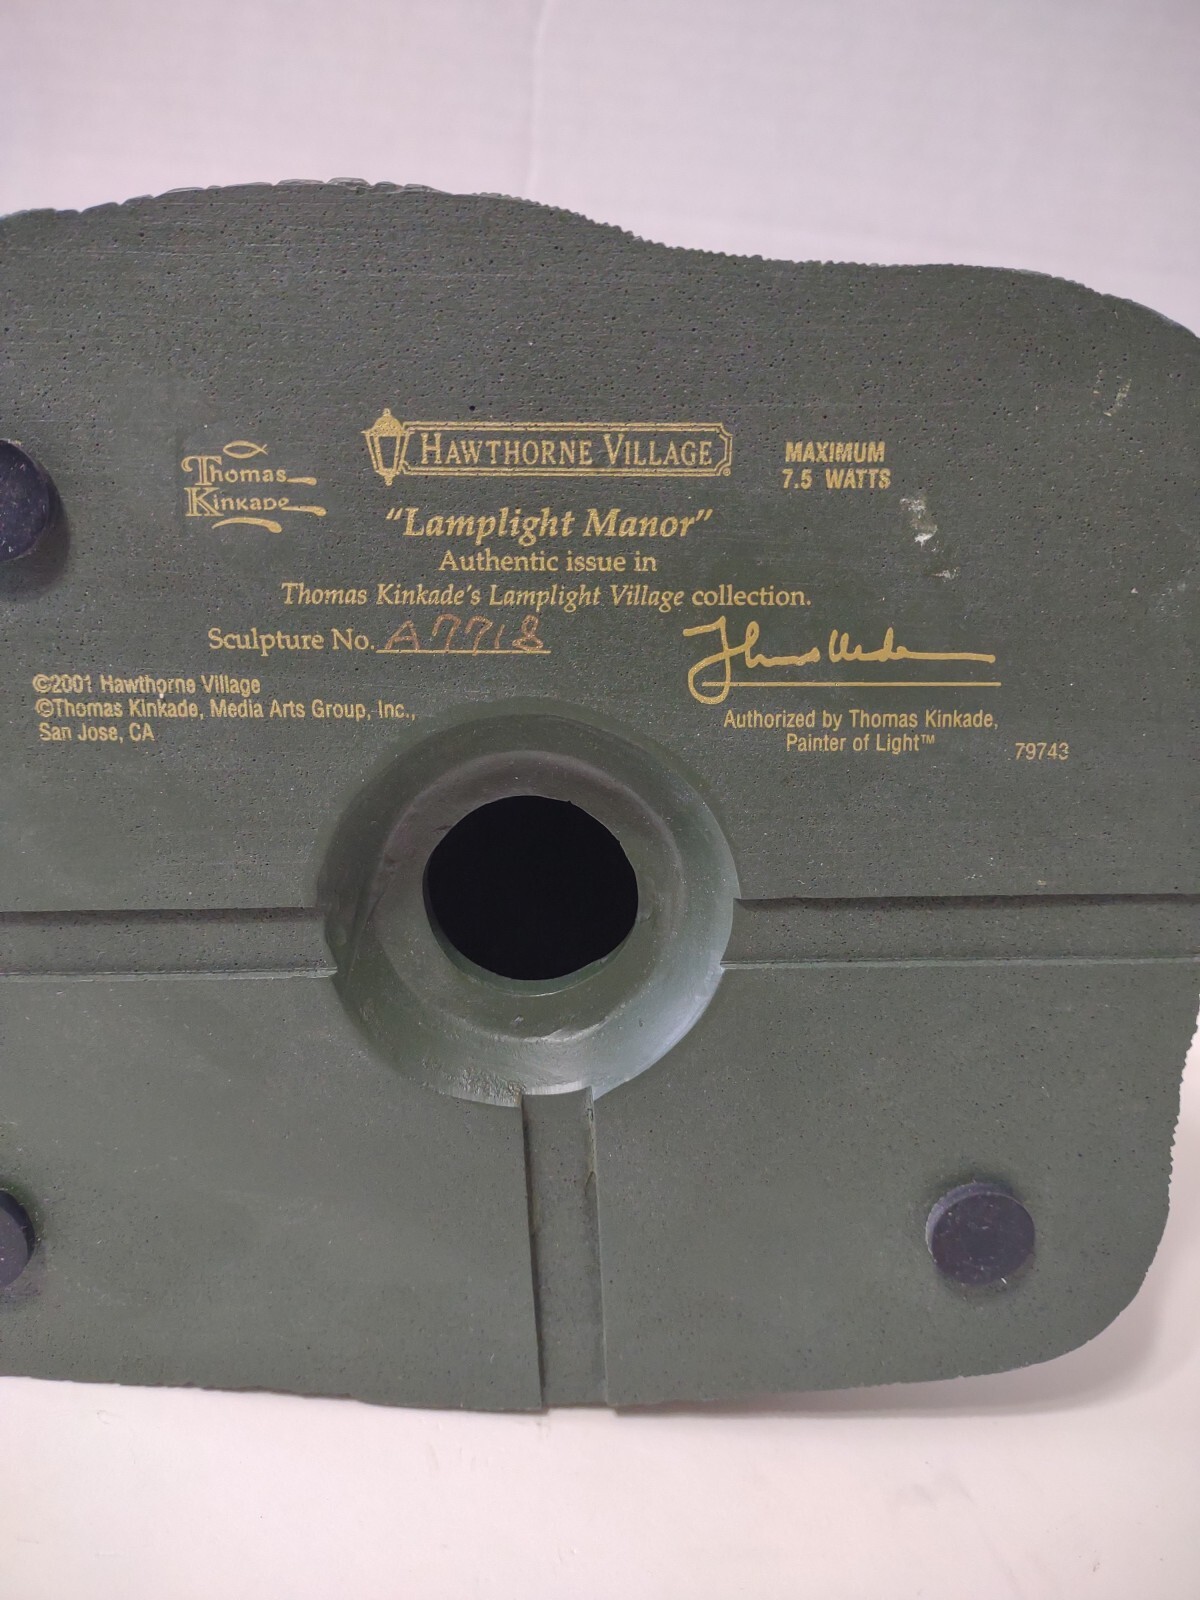 Thomas
Kinkade
HAWTHORNE VILLAGE®
MAXIMUM
7.5 WATTS
"Lamplight Manor"
Authentic issue in
Thomas Kinkade's Lamplight Village collection.
Sculpture No. A7718
©2001 Hawthorne Village
©Thomas Kinkade, Media Arts Group, Inc.,
San Jose, CA
Authorized by Thomas Kinkade,
Painter of Light™
79743